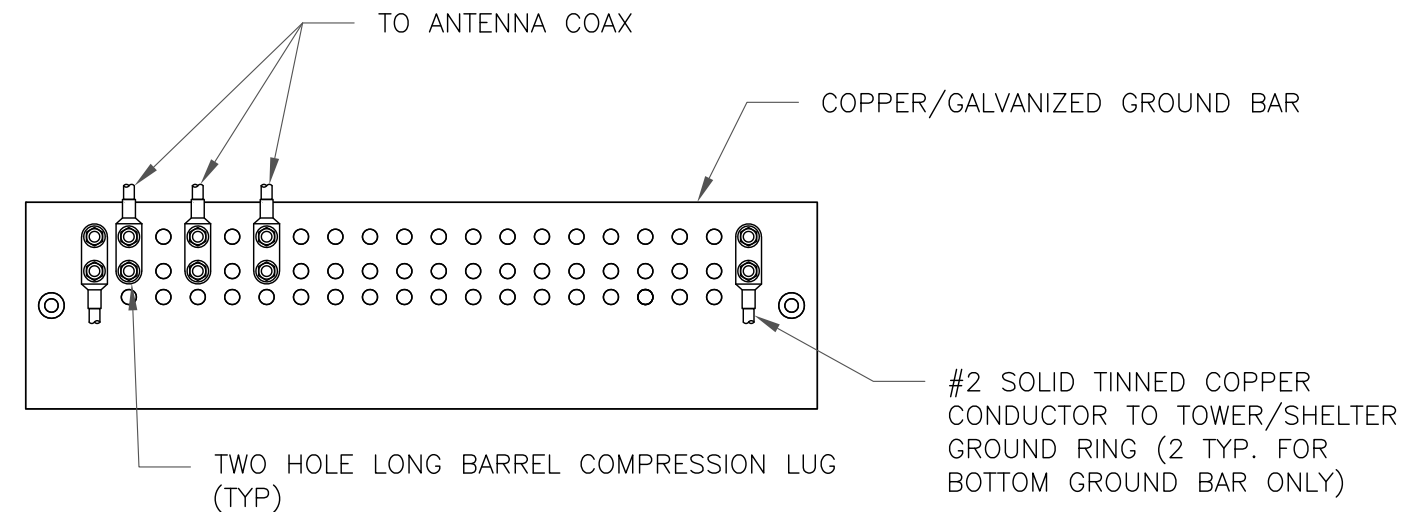 TO ANTENNA COAX
COPPER/GALVANIZED GROUND BAR
#2 SOLID TINNED COPPER
CONDUCTOR TO TOWER/SHELTER
GROUND RING (2 TYP. FOR
BOTTOM GROUND BAR ONLY)
TWO HOLE LONG BARREL COMPRESSION LUG
(TYP)